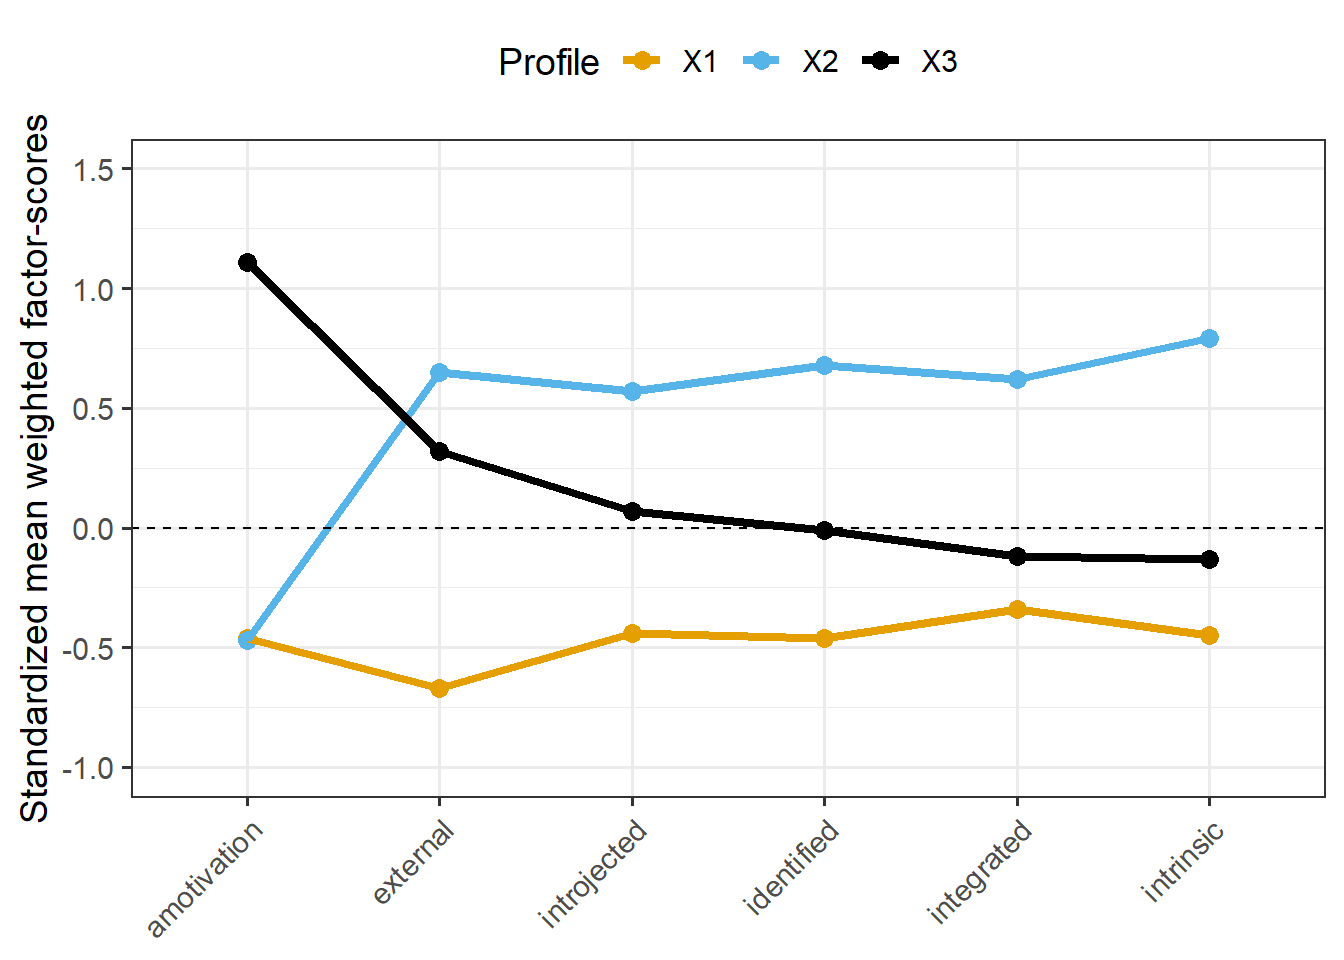 Profile X1 X2 X3
Standardized mean weighted factor-scores
1.5
1.0
0.5
0.0
-0.5
-1.0
amotivation
external
introjected
identified
integrated
intrinsic